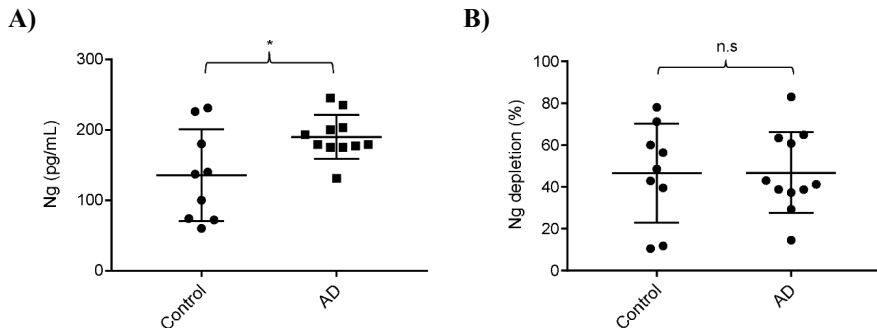 A)
*
300
200
100
0
Ng (pg/mL)
Control
AD
B)
n.s
100
80
60
40
20
0
Ng depletion (%)
Control
AD